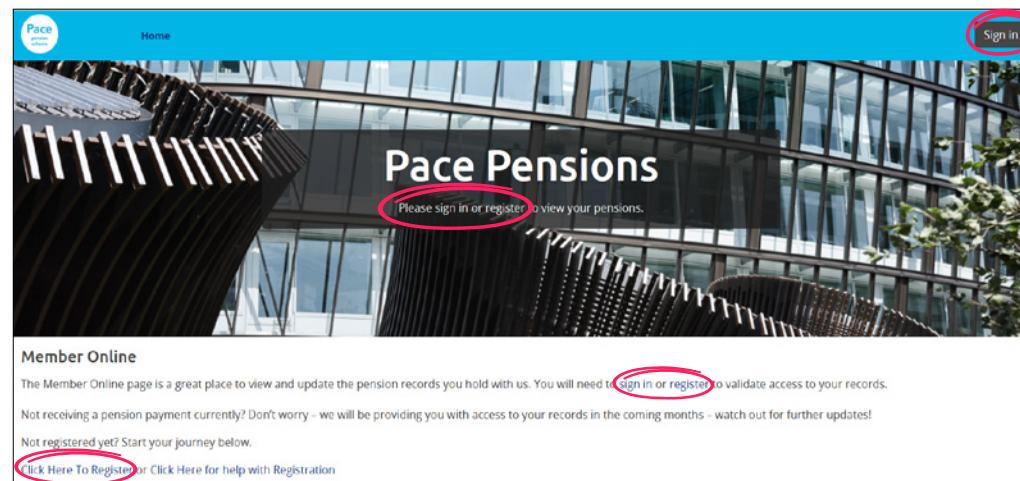 Pace
pension
scheme
Home
Sign in
Pace Pensions
Please sign in or register to view your pensions.
Member Online
The Member Online page is a great place to view and update the pension records you hold with us. You will need to sign in or register to validate access to your records.
Not receiving a pension payment currently? Don't worry – we will be providing you with access to your records in the coming months – watch out for further updates!
Not registered yet? Start your journey below.
Click Here To Register or Click Here for help with Registration